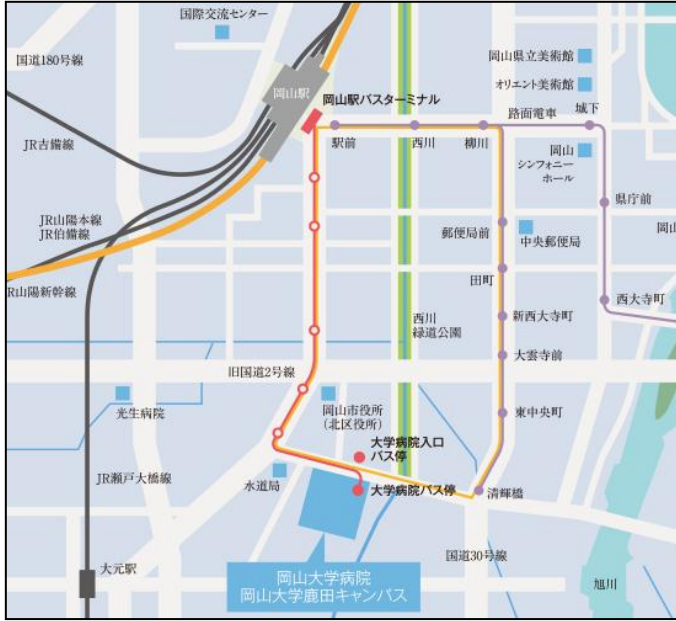 国際交流センター
国道180号線
岡山駅
岡山駅バスターミナル
岡山県立美術館
オリエント美術館
路面電車
城下
駅前
西川
柳川
岡山
シンフォニー
ホール
JR吉備線
県庁前
JR山陽本線
JR伯備線
郵便局前
中央郵便局
岡山
田町
R山陽新幹線
西大寺町
西川
緑道公園
新西大寺町
大雲寺前
旧国道2号線
光生病院
岡山市役所
(北区役所)
東中央町
大学病院入口
バス停
JR瀬戸大橋線
水道局
大学病院バス停
清輝橋
大元駅
国道30号線
岡山大学病院
岡山大学鹿田キャンパス
旭川